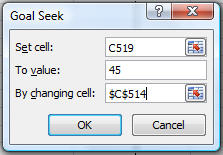 Goal Seek
Set cell: C519
To value: 45
By changing cell: $C$514
OK Cancel